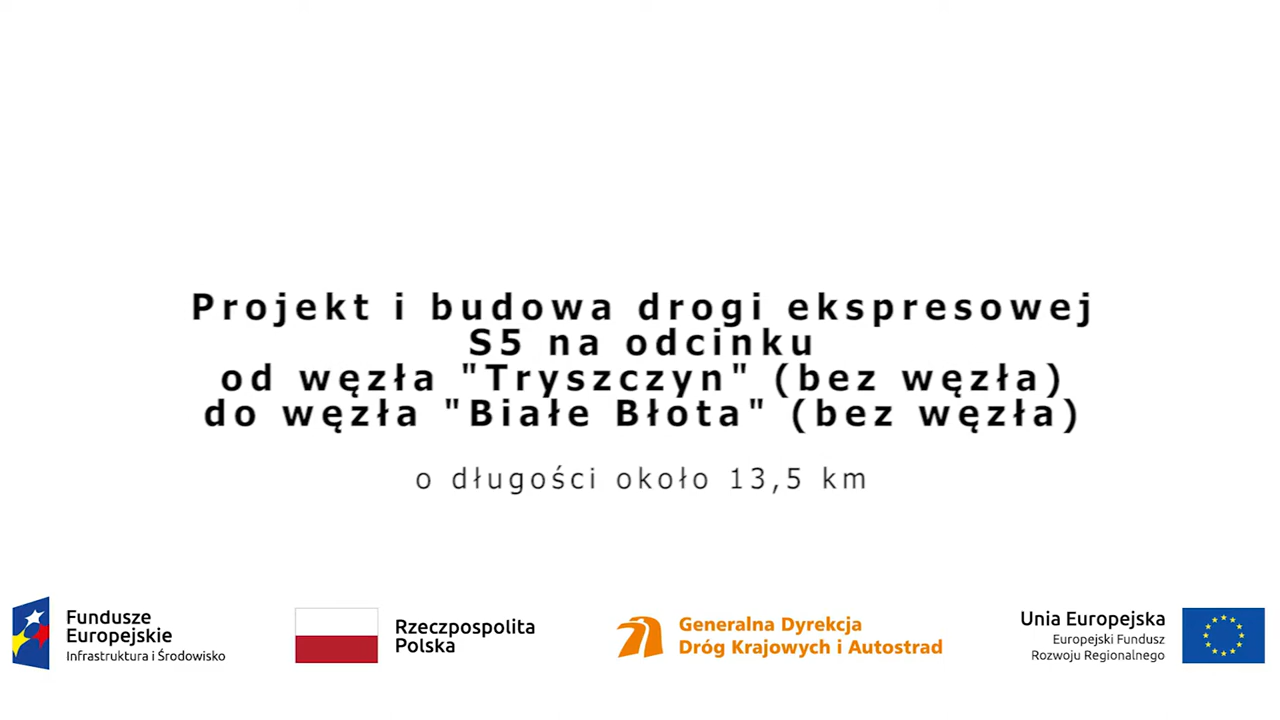 Projekt i budowa drogi ekspresowej
S5 na odcinku
od węzła "Tryszczyn" (bez węzła)
do węzła "Białe Błota" (bez węzła)
o długości około 13,5 km
Fundusze
Europejskie
Infrastruktura i Środowisko
Rzeczpospolita
Polska
Generalna Dyrekcja
Dróg Krajowych i Autostrad
Unia Europejska
Europejski Fundusz
Rozwoju Regionalnego